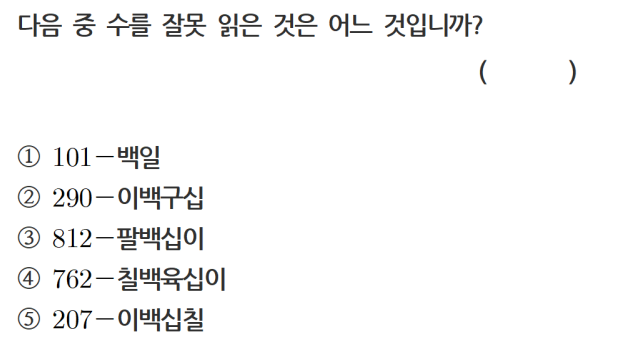 다음 중 수를 잘못 읽은 것은 어느 것입니까?
( )
① 101－백일
② 290－이백구십
③ 812－팔백십이
④ 762－칠백육십이
⑤ 207－이백십칠